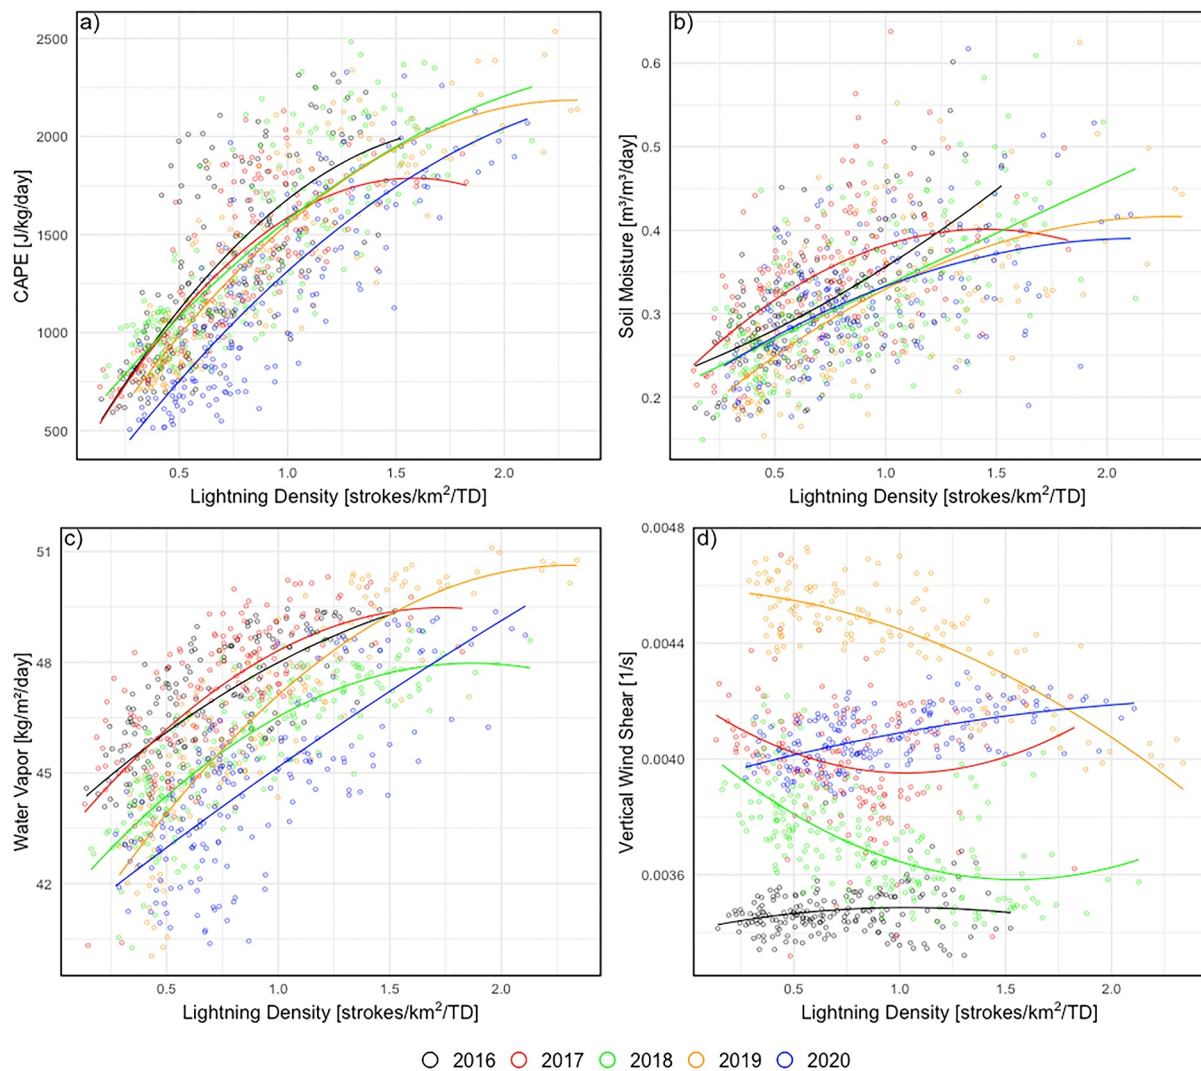 a)
2500
2000
1500
1000
500
CAPE [J/kg/day]
0.5 1.0 1.5 2.0
Lightning Density [strokes/km²/TD]
b)
0.6
0.5
0.4
0.3
0.2
Soil Moisture [m³/m³/day]
0.5 1.0 1.5 2.0
Lightning Density [strokes/km²/TD]
c)
51
48
45
42
Water Vapor [kg/m²/day]
0.5 1.0 1.5 2.0
Lightning Density [strokes/km²/TD]
d)
0.0048
0.0044
0.0040
0.0036
Vertical Wind Shear [1/s]
0.5 1.0 1.5 2.0
Lightning Density [strokes/km²/TD]
2016 2017 2018 2019 2020